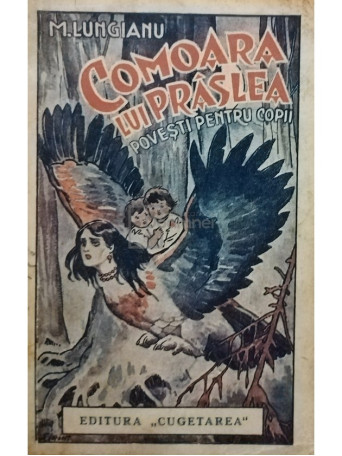 M. LUNGIANU
COMOARA
LUI PRÂSLEA
POVEȘTI PENTRU COPII
EDITURA „CUGETAREA"